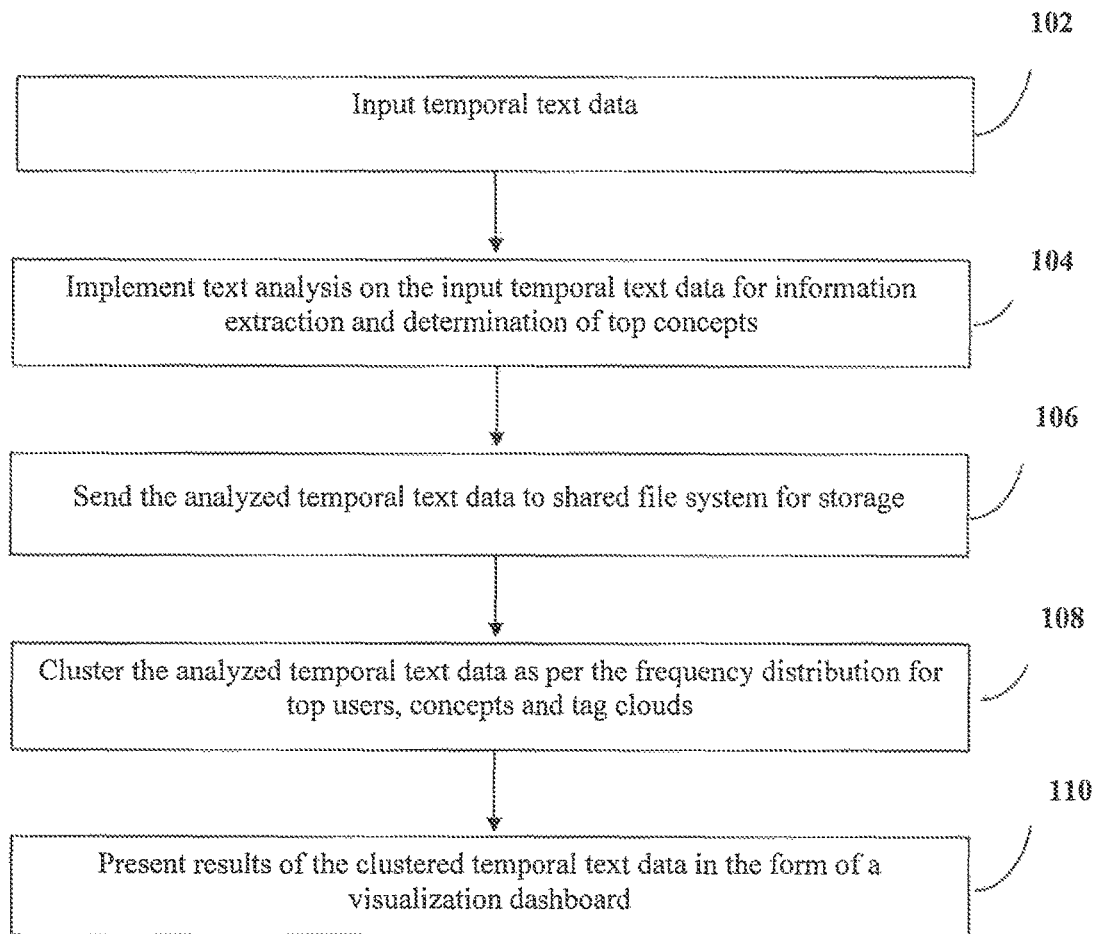 102
Input temporal text data
104
Implement text analysis on the input temporal text data for information
extraction and determination of top concepts
106
Send the analyzed temporal text data to shared file system for storage
108
Cluster the analyzed temporal text data as per the frequency distribution for
top users, concepts and tag clouds
110
Present results of the clustered temporal text data in the form of a
visualization dashboard